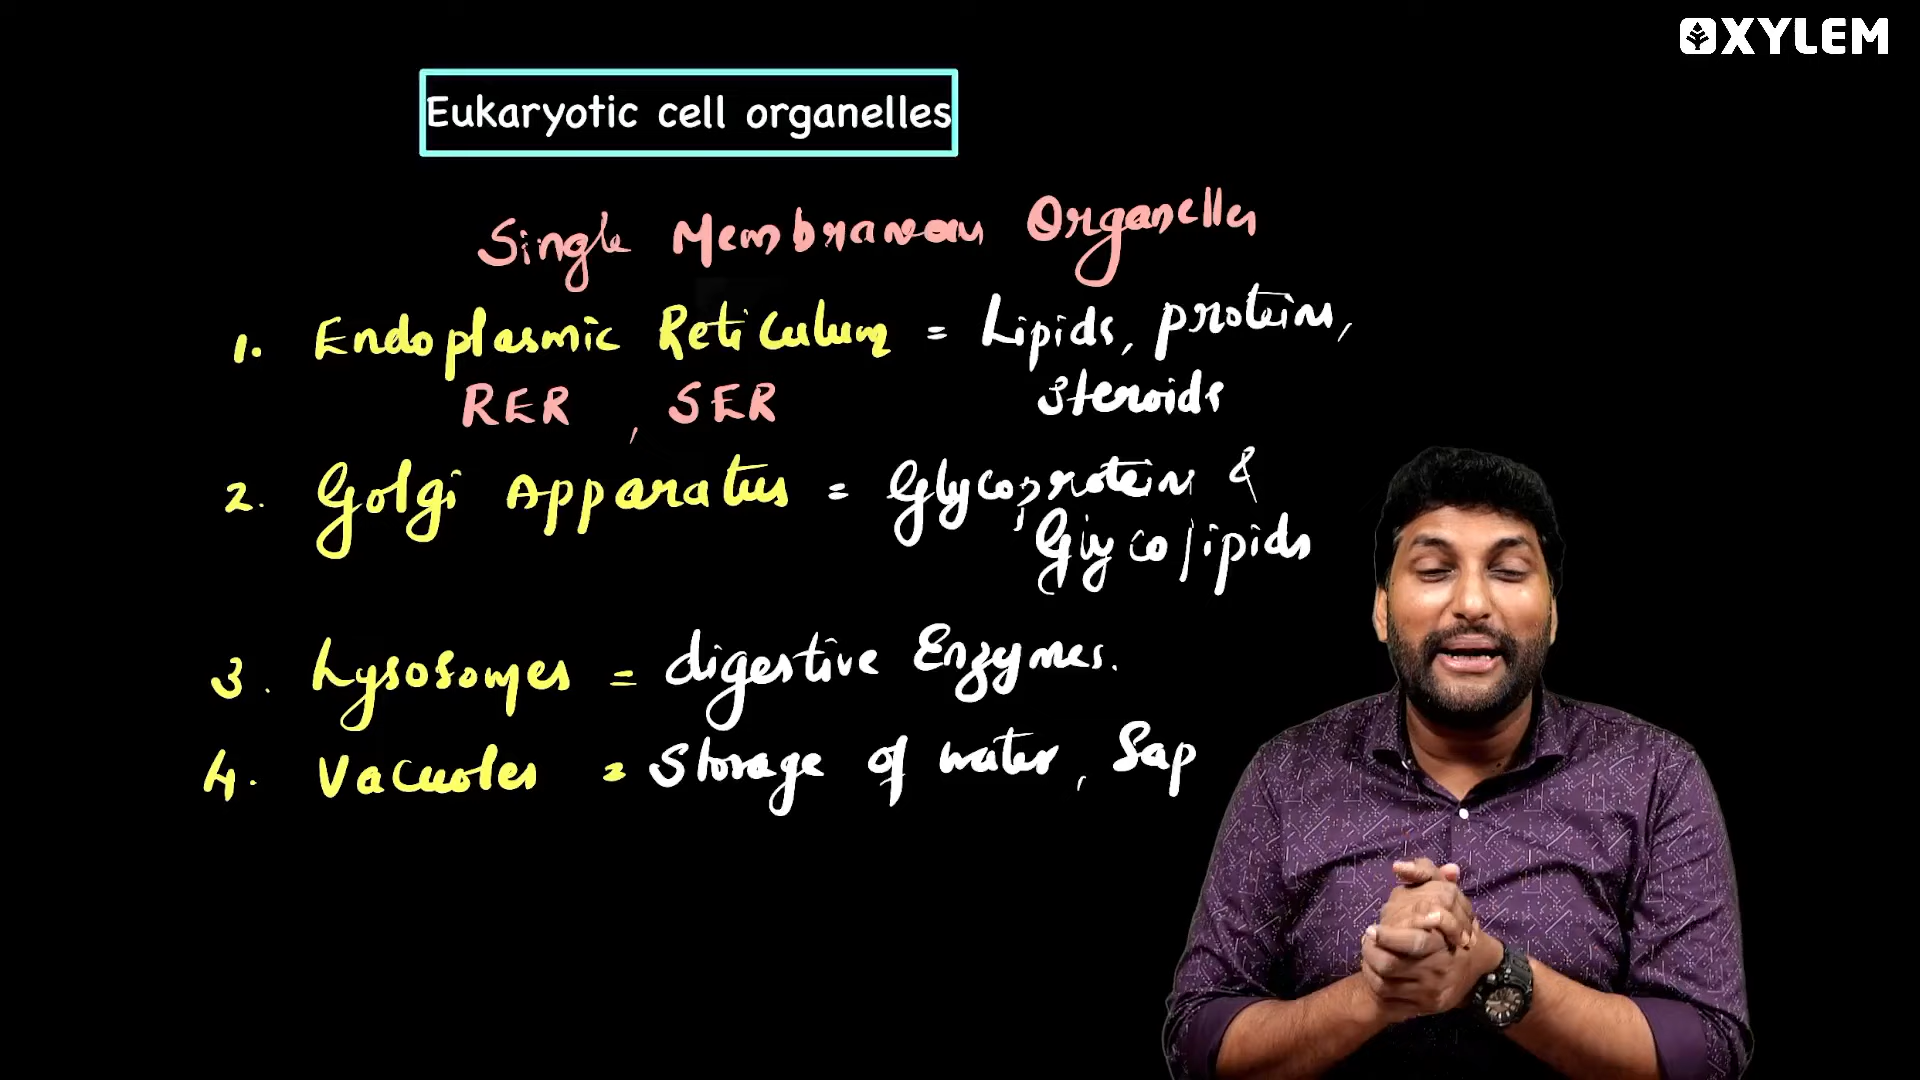 XYLEM
Eukaryotic cell organelles
Single Membranous Organelles
1. Endoplasmic Reticulum = Lipids, proteins,
RER , SER steroids
2. Golgi Apparatus = Glycoproteins &
Glycolipids
3. Lysosomes = digestive Enzymes.
4. Vacuoles = Storage of water, Sap